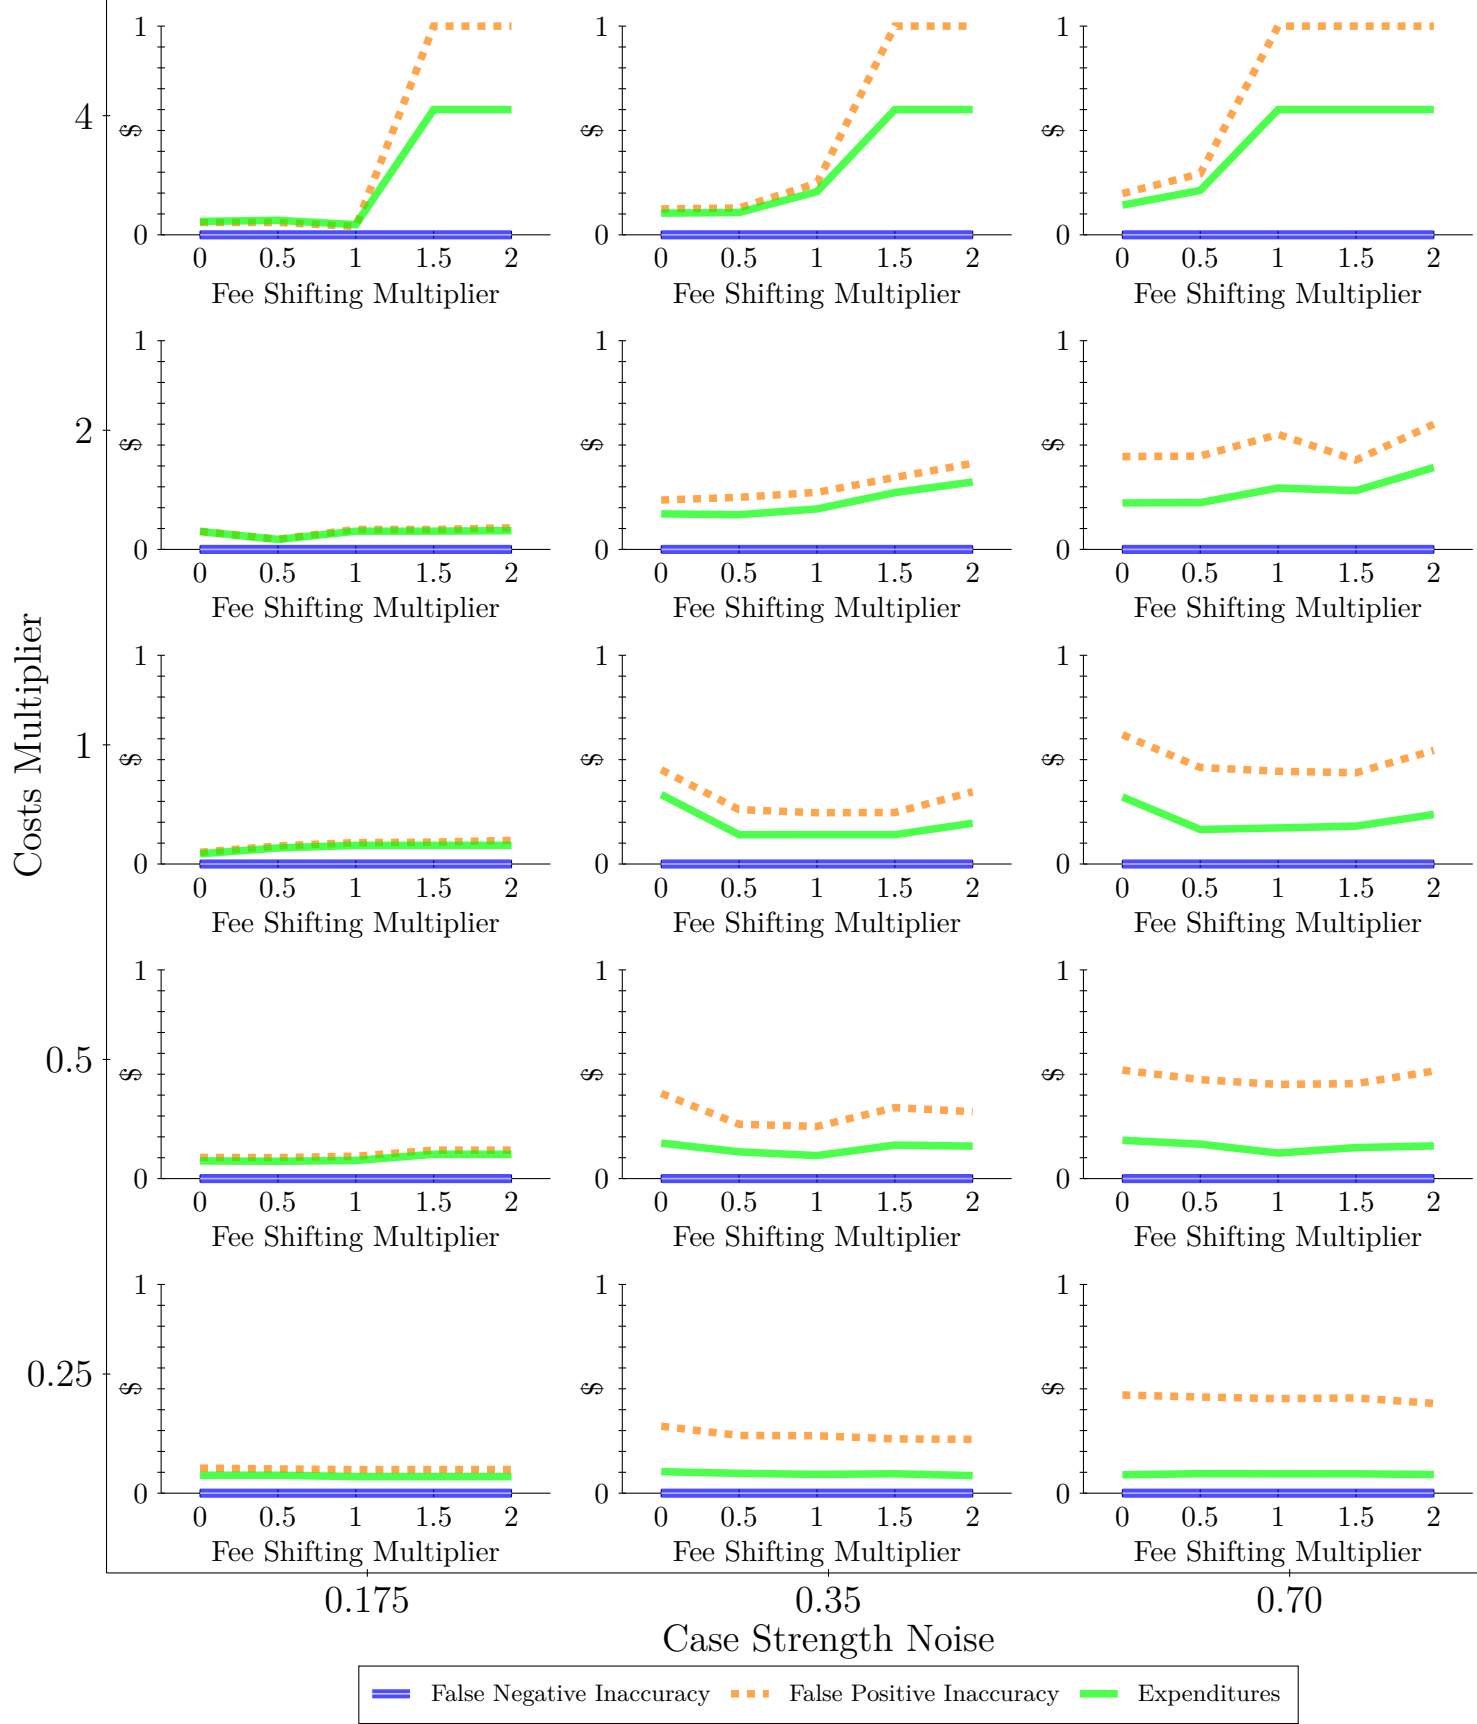 Costs Multiplier
4
1
$
0
0 0.5 1 1.5 2
Fee Shifting Multiplier
1
$
0
0 0.5 1 1.5 2
Fee Shifting Multiplier
1
$
0
0 0.5 1 1.5 2
Fee Shifting Multiplier
2
1
$
0
0 0.5 1 1.5 2
Fee Shifting Multiplier
1
$
0
0 0.5 1 1.5 2
Fee Shifting Multiplier
1
$
0
0 0.5 1 1.5 2
Fee Shifting Multiplier
1
1
$
0
0 0.5 1 1.5 2
Fee Shifting Multiplier
1
$
0
0 0.5 1 1.5 2
Fee Shifting Multiplier
1
$
0
0 0.5 1 1.5 2
Fee Shifting Multiplier
0.5
1
$
0
0 0.5 1 1.5 2
Fee Shifting Multiplier
1
$
0
0 0.5 1 1.5 2
Fee Shifting Multiplier
1
$
0
0 0.5 1 1.5 2
Fee Shifting Multiplier
0.25
1
$
0
0 0.5 1 1.5 2
Fee Shifting Multiplier
1
$
0
0 0.5 1 1.5 2
Fee Shifting Multiplier
1
$
0
0 0.5 1 1.5 2
Fee Shifting Multiplier
0.175 0.35 0.70
Case Strength Noise
False Negative Inaccuracy False Positive Inaccuracy Expenditures